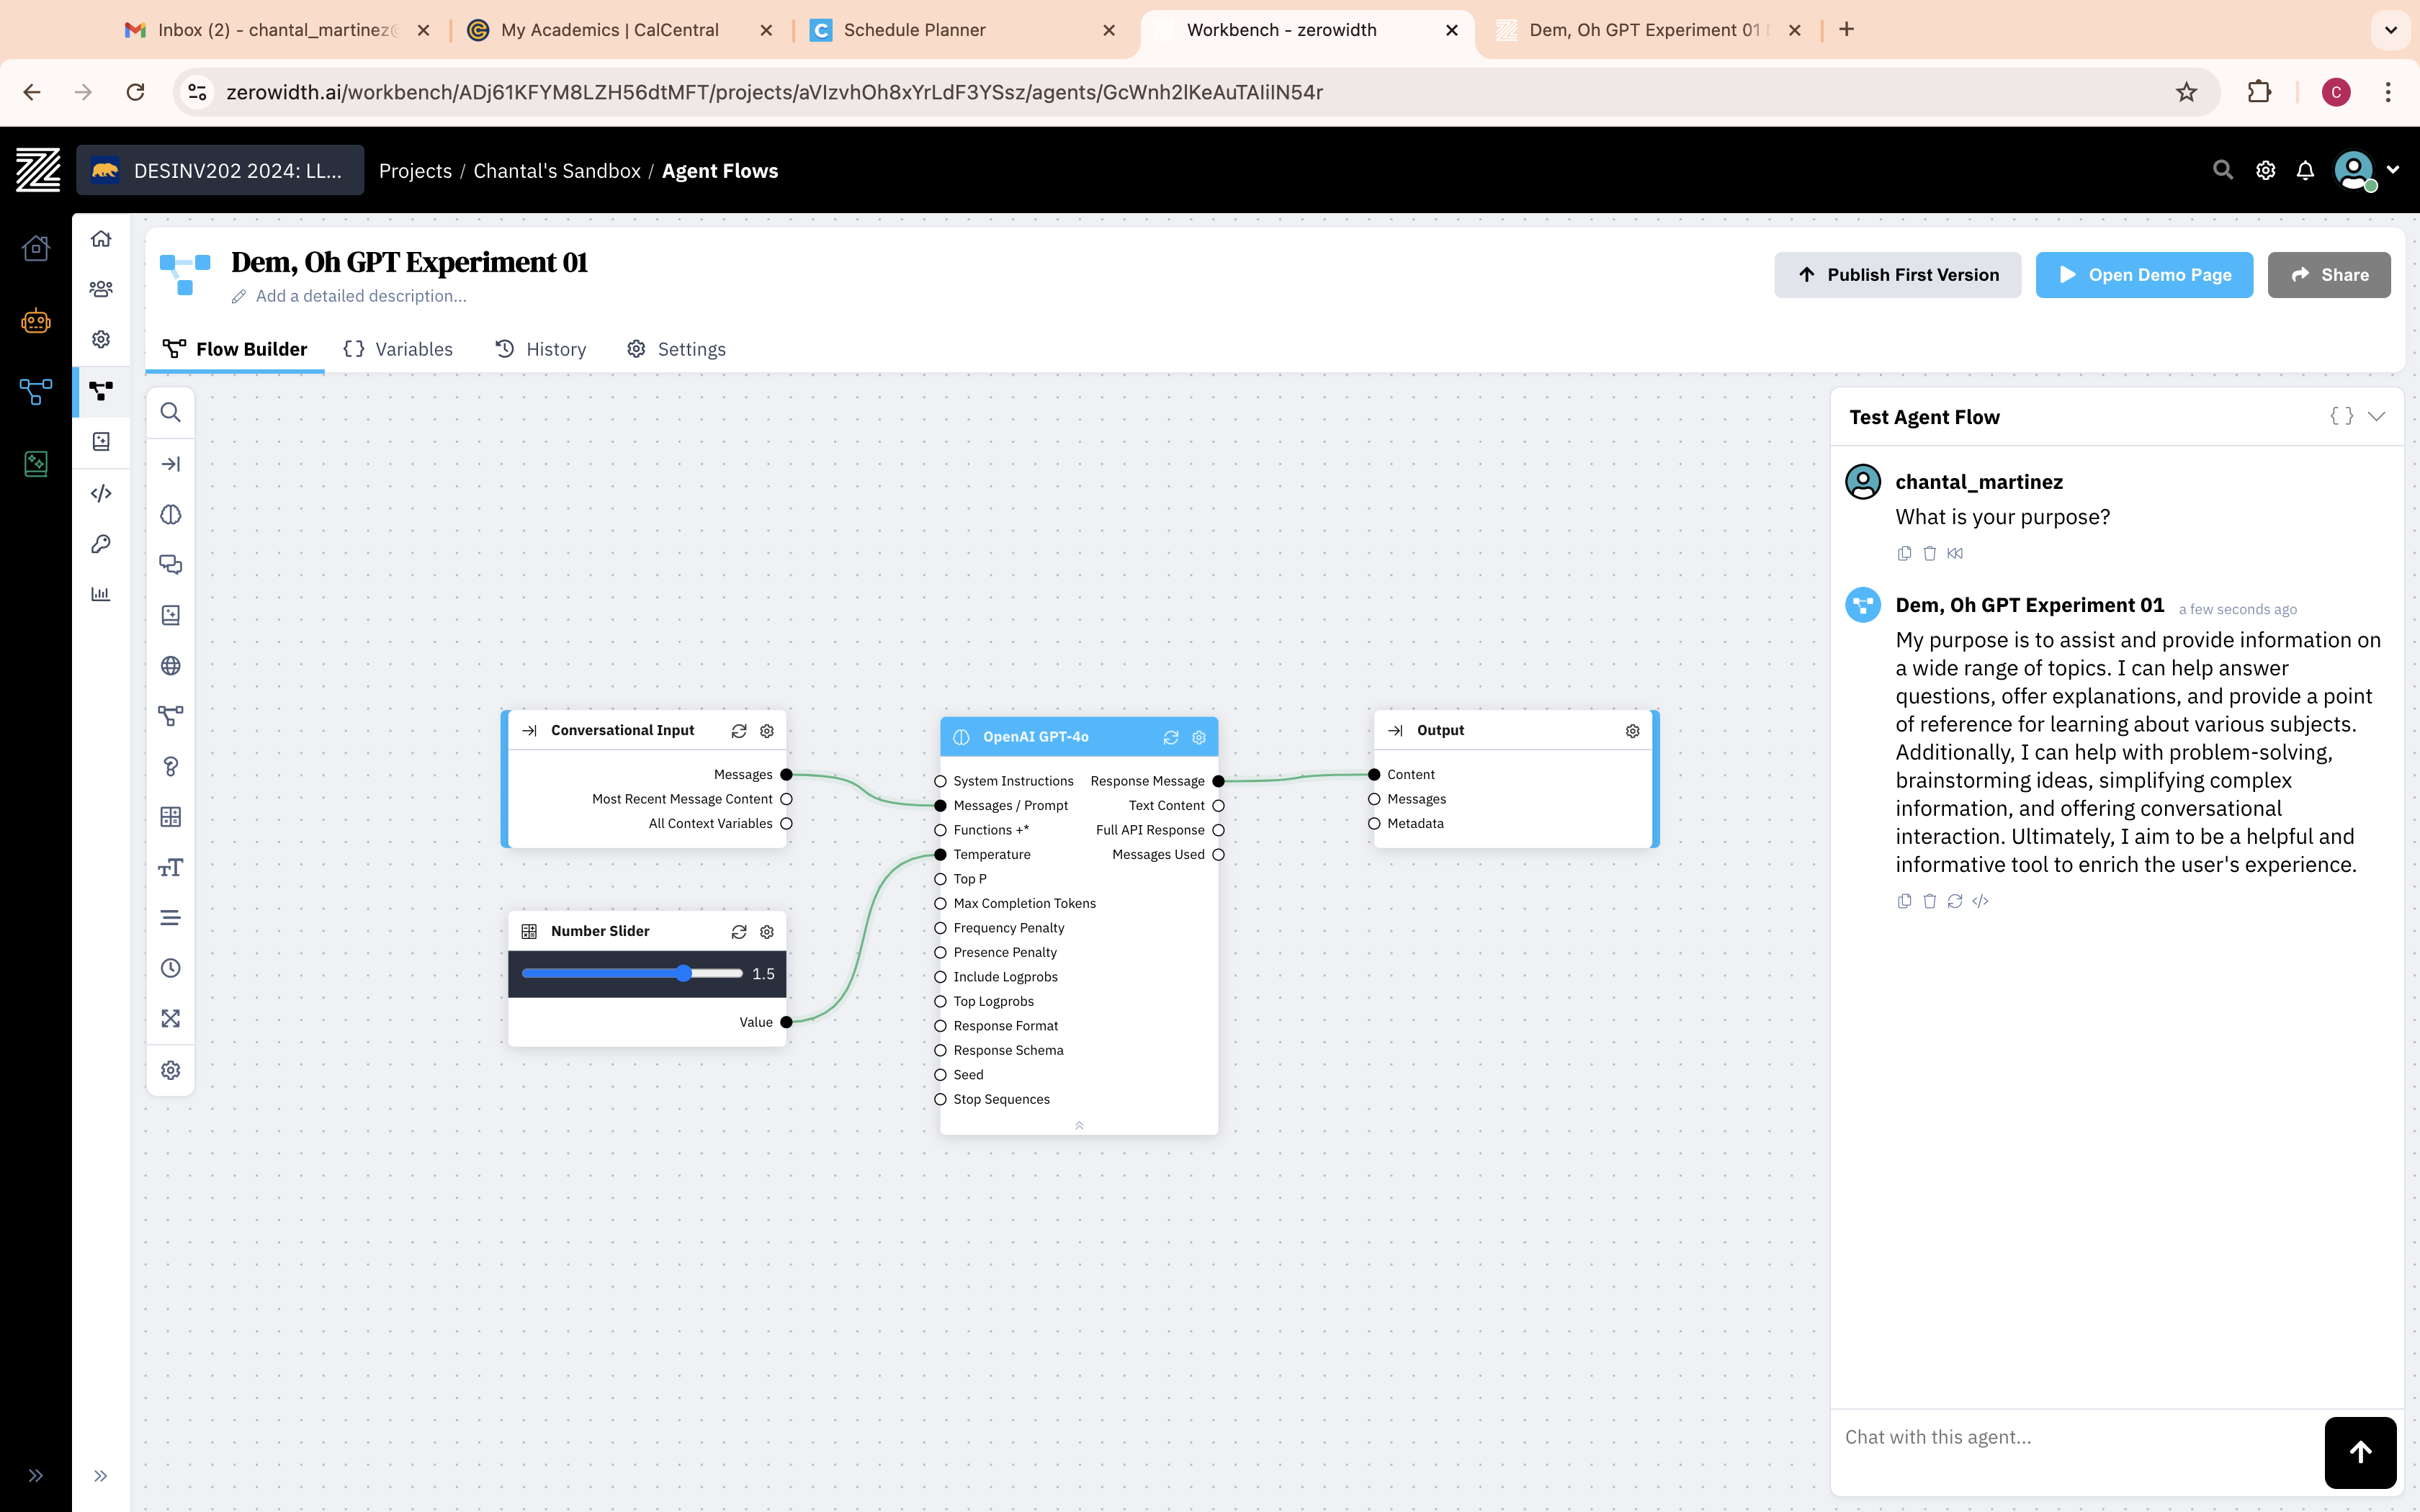 Inbox (2) - chantal_martinez@
My Academics | CalCentral
Schedule Planner
Workbench - zerowidth
Dem, Oh GPT Experiment 01
zerowidth.ai/workbench/ADj61KFYM8LZH56dtMFT/projects/aVIzvhOh8xYrLdF3YSsz/agents/GcWnh2lKeAuTAIiIN54r
C
DESINV202 2024: LL...
Projects / Chantal's Sandbox / Agent Flows
Dem, Oh GPT Experiment 01
Add a detailed description...
Publish First Version
Open Demo Page
Share
Flow Builder
Variables
History
Settings
Conversational Input
Messages
Most Recent Message Content
All Context Variables
Number Slider
1.5
Value
OpenAI GPT-4o
System Instructions
Response Message
Messages / Prompt
Text Content
Functions +*
Full API Response
Temperature
Messages Used
Top P
Max Completion Tokens
Frequency Penalty
Presence Penalty
Include Logprobs
Top Logprobs
Response Format
Response Schema
Seed
Stop Sequences
Output
Content
Messages
Metadata
Test Agent Flow
chantal_martinez
What is your purpose?
Dem, Oh GPT Experiment 01 a few seconds ago
My purpose is to assist and provide information on
a wide range of topics. I can help answer
questions, offer explanations, and provide a point
of reference for learning about various subjects.
Additionally, I can help with problem-solving,
brainstorming ideas, simplifying complex
information, and offering conversational
interaction. Ultimately, I aim to be a helpful and
informative tool to enrich the user's experience.
Chat with this agent...